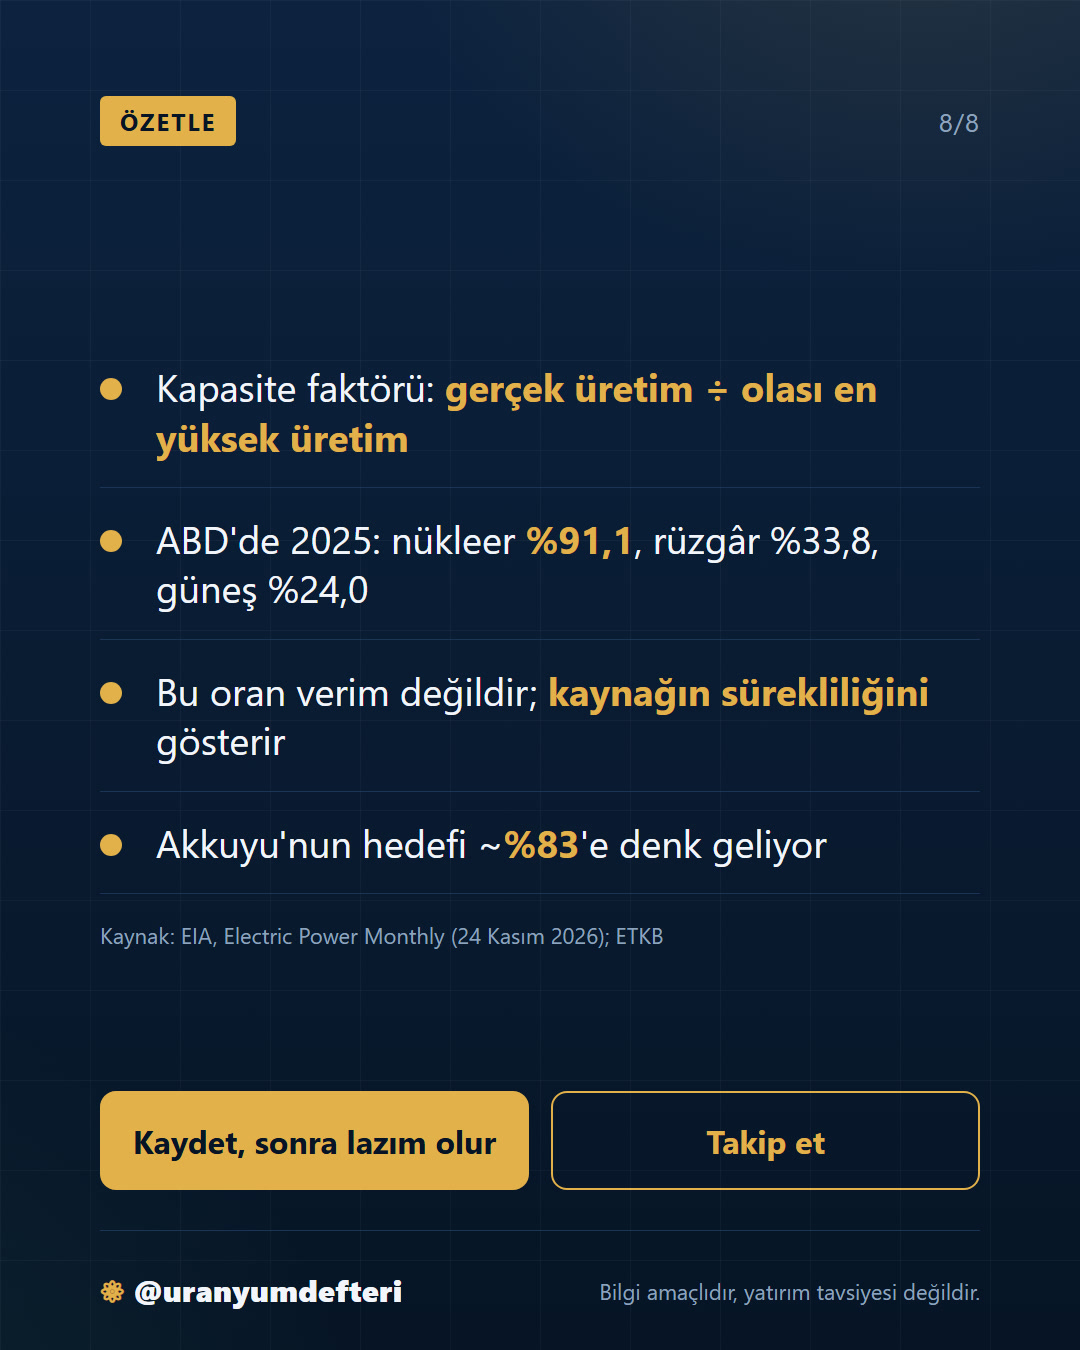 ÖZETLE
8/8
Kapasite faktörü: gerçek üretim ÷ olası en
yüksek üretim
ABD'de 2025: nükleer %91,1, rüzgâr %33,8,
güneş %24,0
Bu oran verim değildir; kaynağın sürekliliğini
gösterir
Akkuyu'nun hedefi ~%83'e denk geliyor
Kaynak: EIA, Electric Power Monthly (24 Kasım 2026); ETKB
Kaydet, sonra lazım olur
Takip et
@uranyumdefteri
Bilgi amaçlıdır, yatırım tavsiyesi değildir.